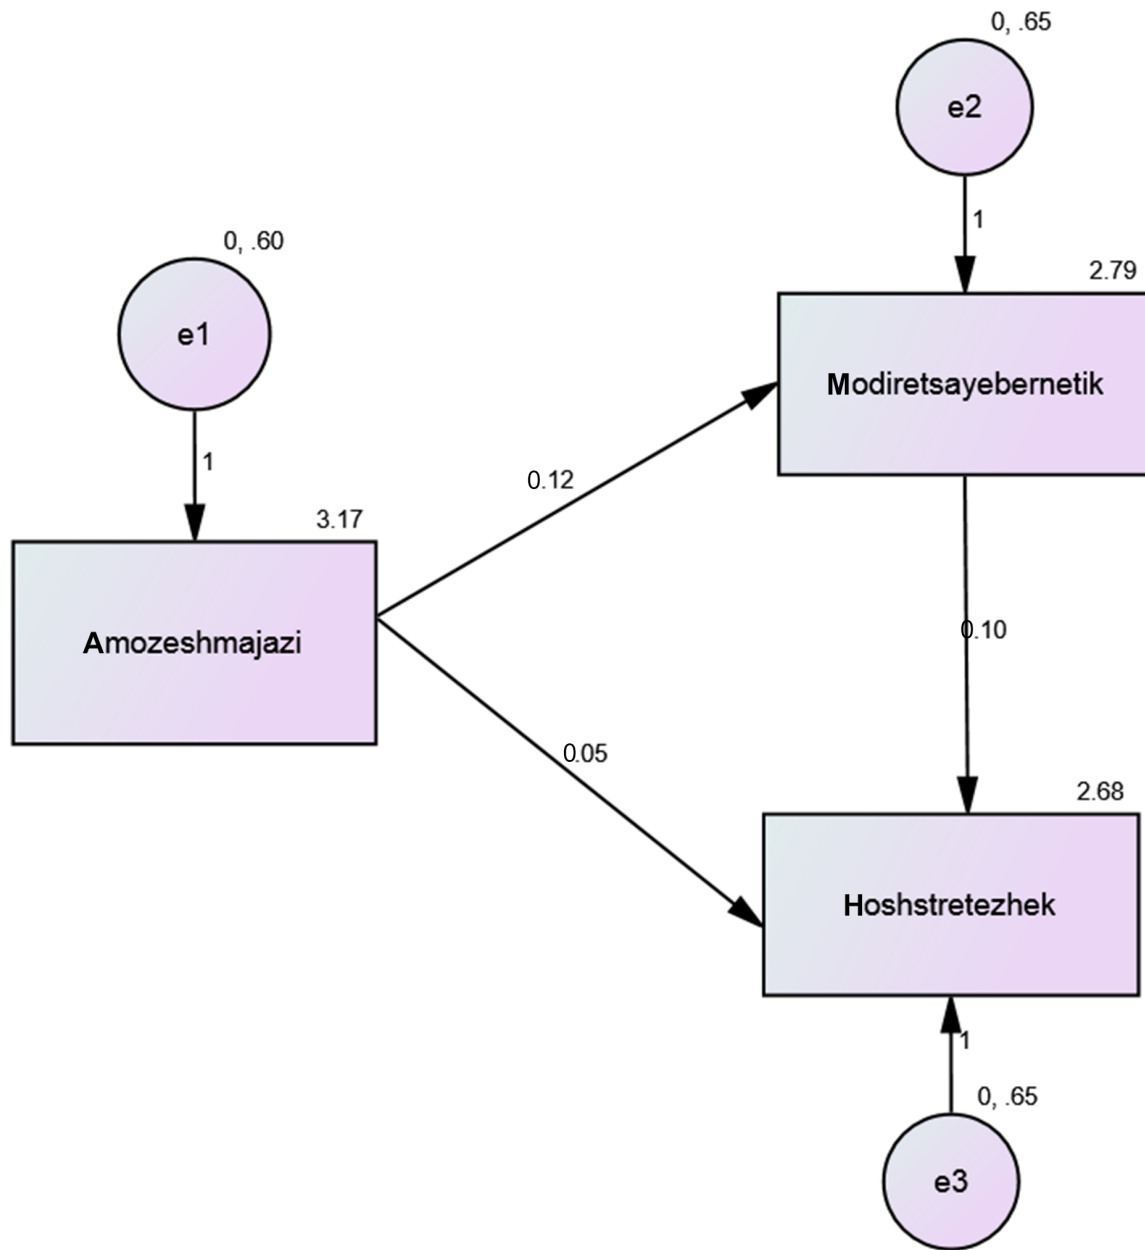 0, .65
e2
1
0, .60
e1
2.79
Modiretsayebernetik
1
0.12
3.17
Amozeshmajazi
0.10
0.05
2.68
Hoshstretezhek
1
0, .65
e3